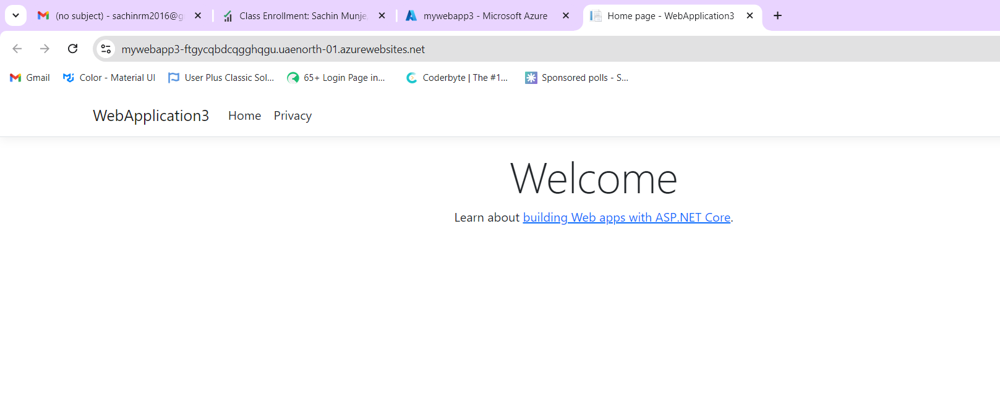 (no subject) - sachinrm2016@g
Class Enrollment: Sachin Munje,
mywebapp3 - Microsoft Azure
Home page - WebApplication3
mywebapp3-ftgycqbdcqgghqgu.uaenorth-01.azurewebsites.net
Gmail
Color - Material UI
User Plus Classic Sol...
65+ Login Page in...
Coderbyte | The #1...
Sponsored polls - S...
WebApplication3
Home
Privacy
Welcome
Learn about building Web apps with ASP.NET Core.